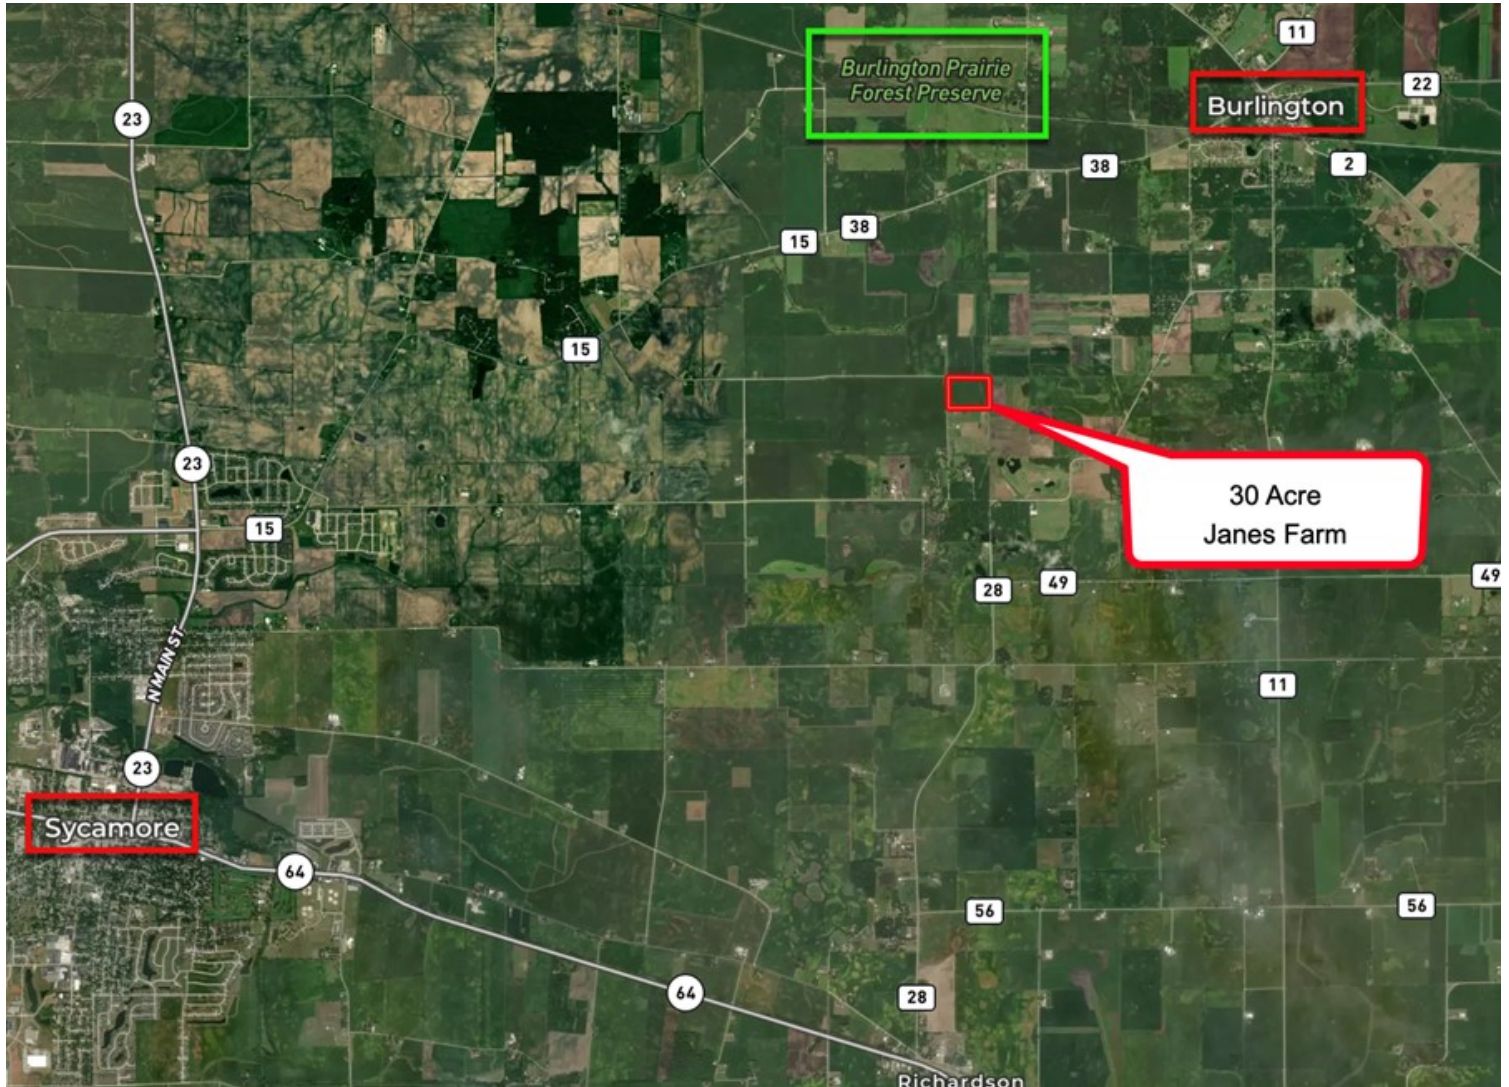 11
22
23
Burlington Prairie
Forest Preserve
Burlington
38
2
15
38
15
30 Acre
Janes Farm
23
15
28
49
49
N MAIN ST
11
23
Sycamore
64
56
56
64
28
Richardson